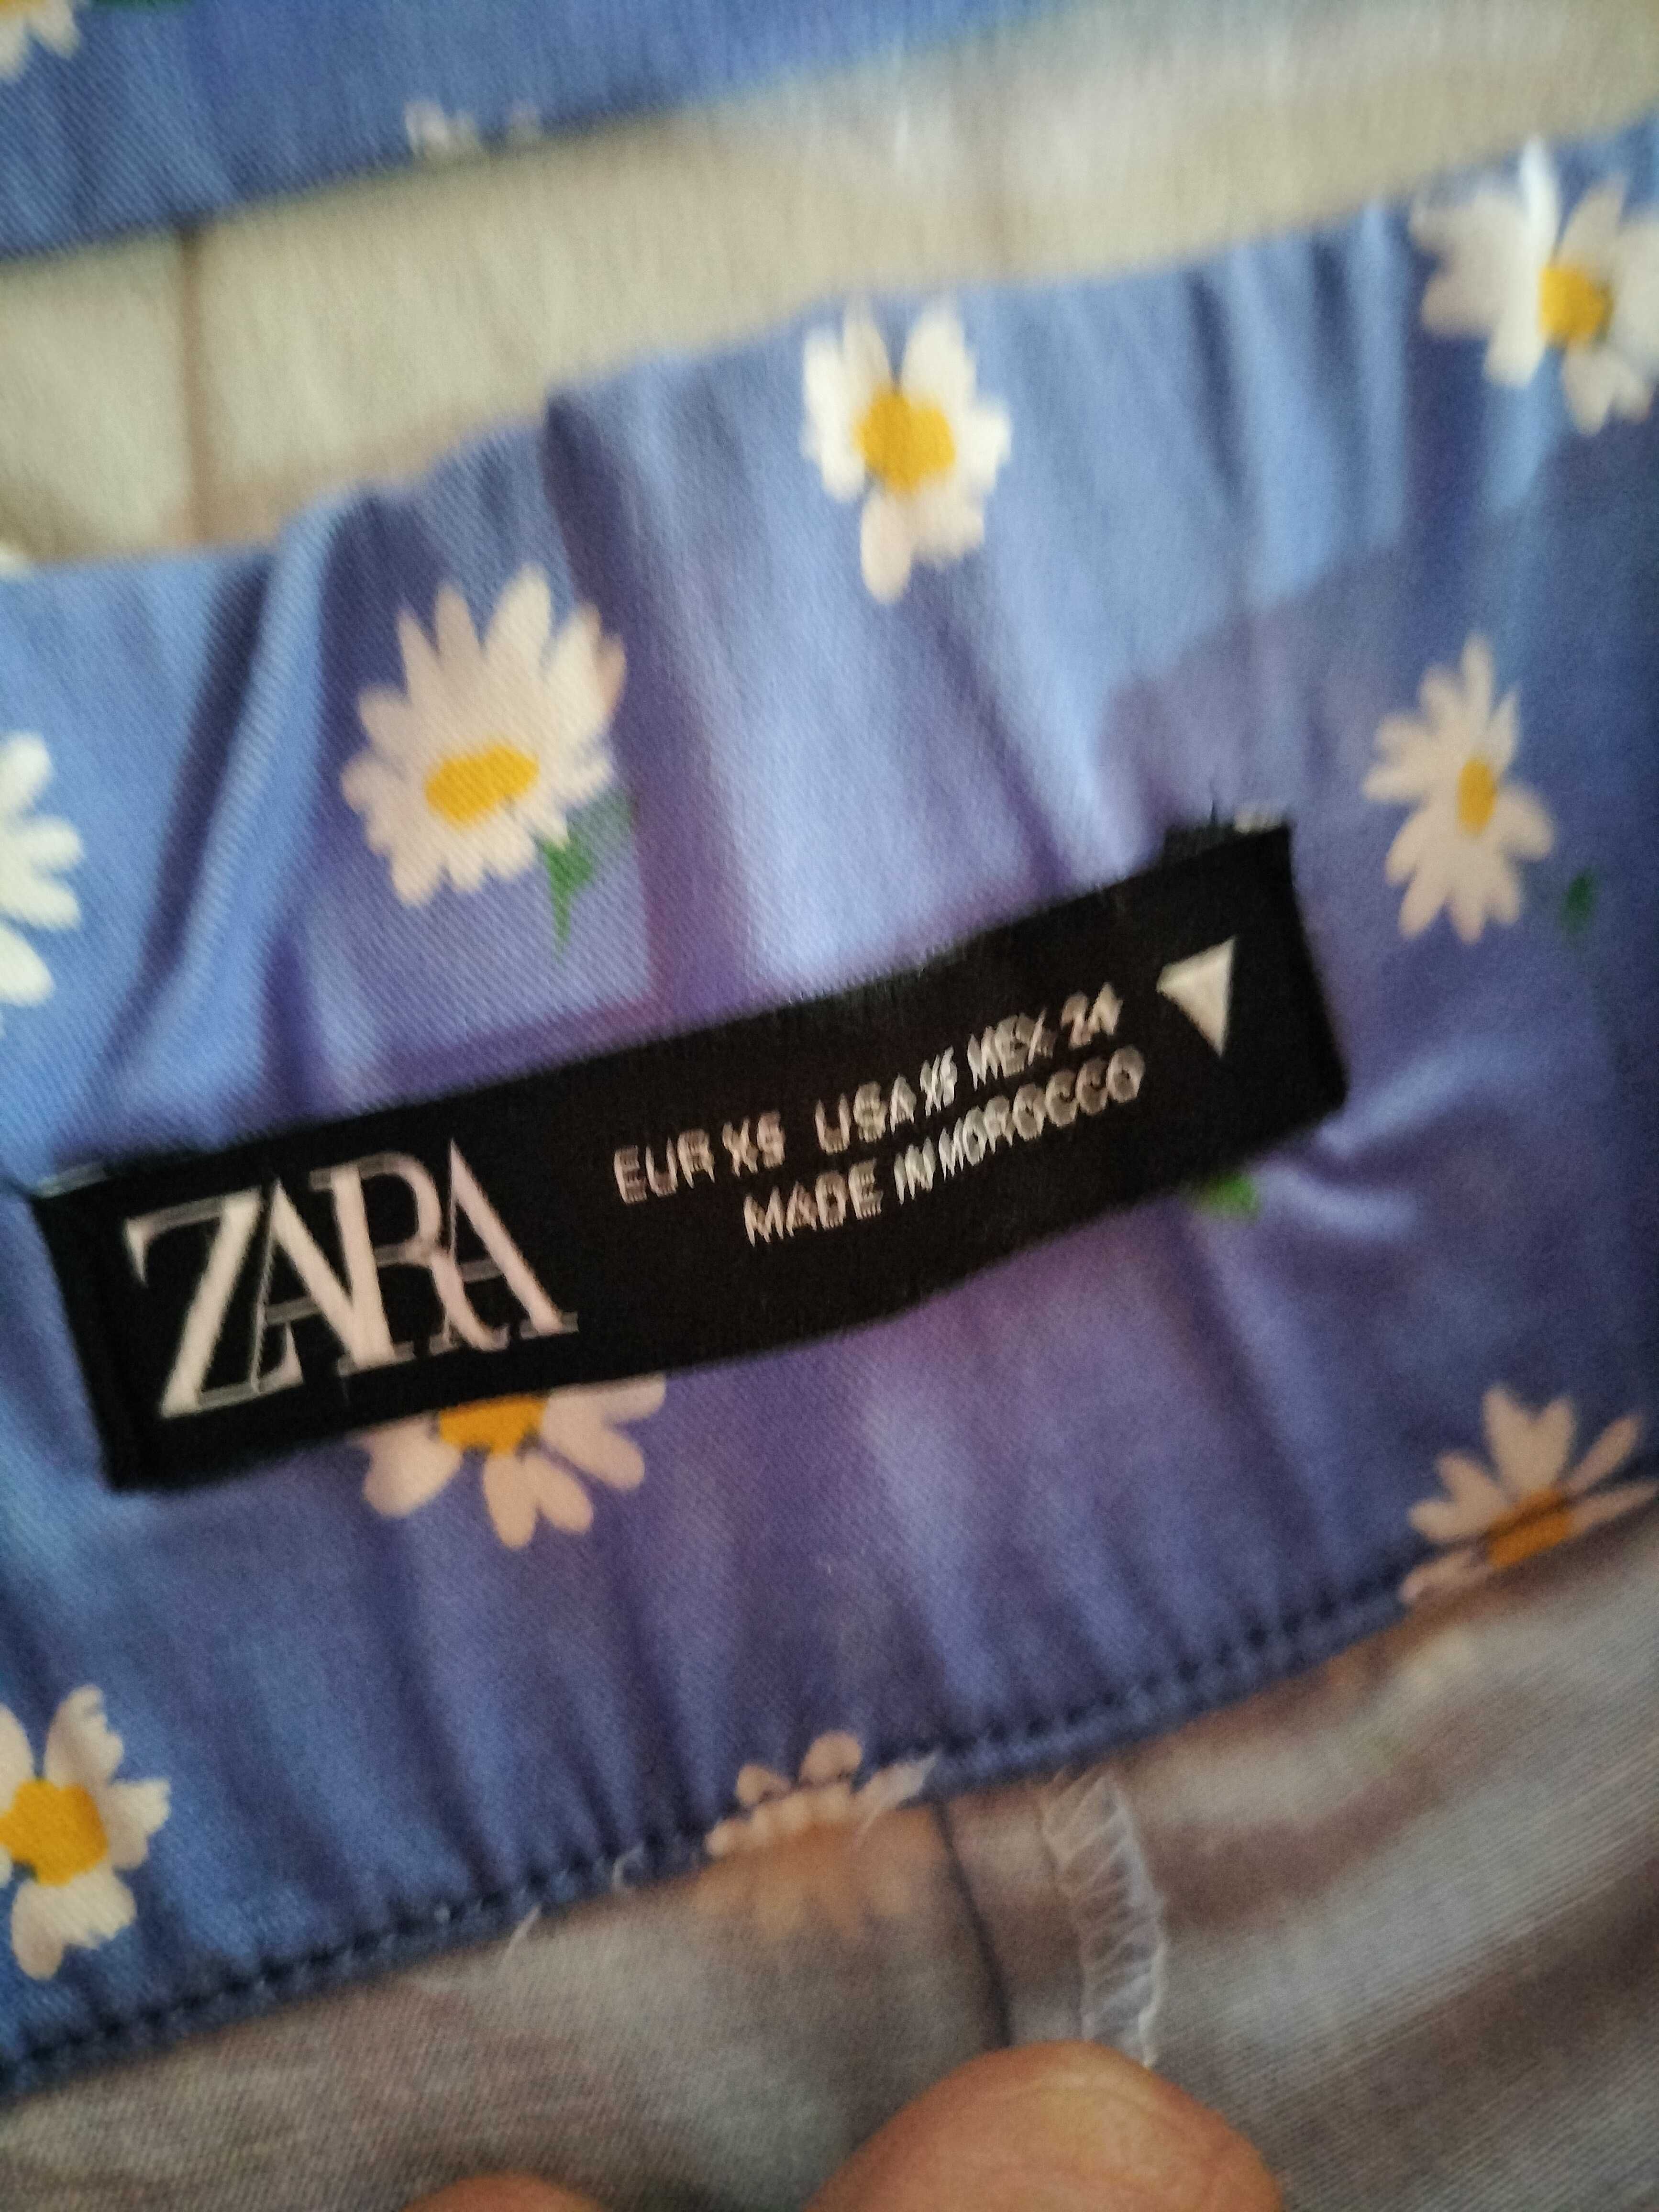 ZARA
EUR XS USA XS MEX 24
MADE IN MOROCCO